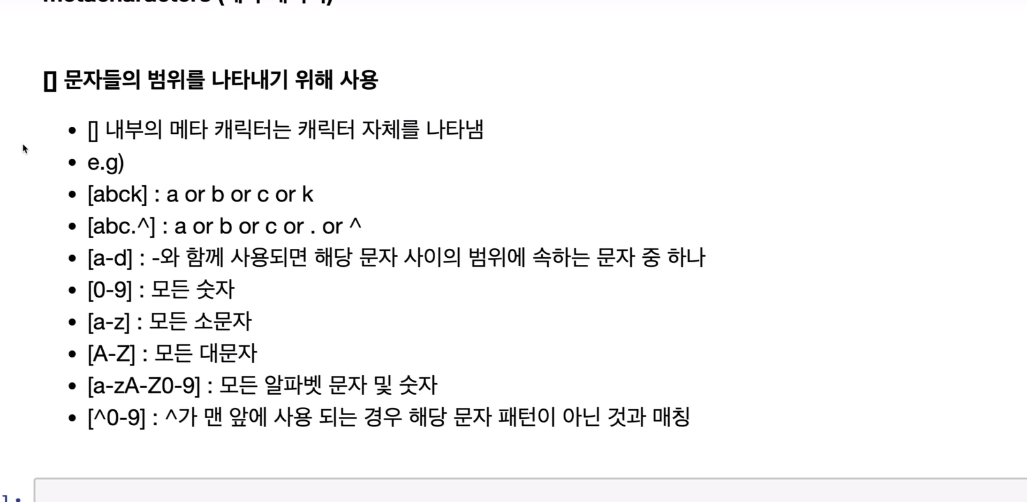 [] 문자들의 범위를 나타내기 위해 사용
[] 내부의 메타 캐릭터는 캐릭터 자체를 나타냄
e.g)
[abck] : a or b or c or k
[abc.^] : a or b or c or . or ^
[a-d] : -와 함께 사용되면 해당 문자 사이의 범위에 속하는 문자 중 하나
[0-9] : 모든 숫자
[a-z] : 모든 소문자
[A-Z] : 모든 대문자
[a-zA-Z0-9] : 모든 알파벳 문자 및 숫자
[^0-9] : ^가 맨 앞에 사용 되는 경우 해당 문자 패턴이 아닌 것과 매칭